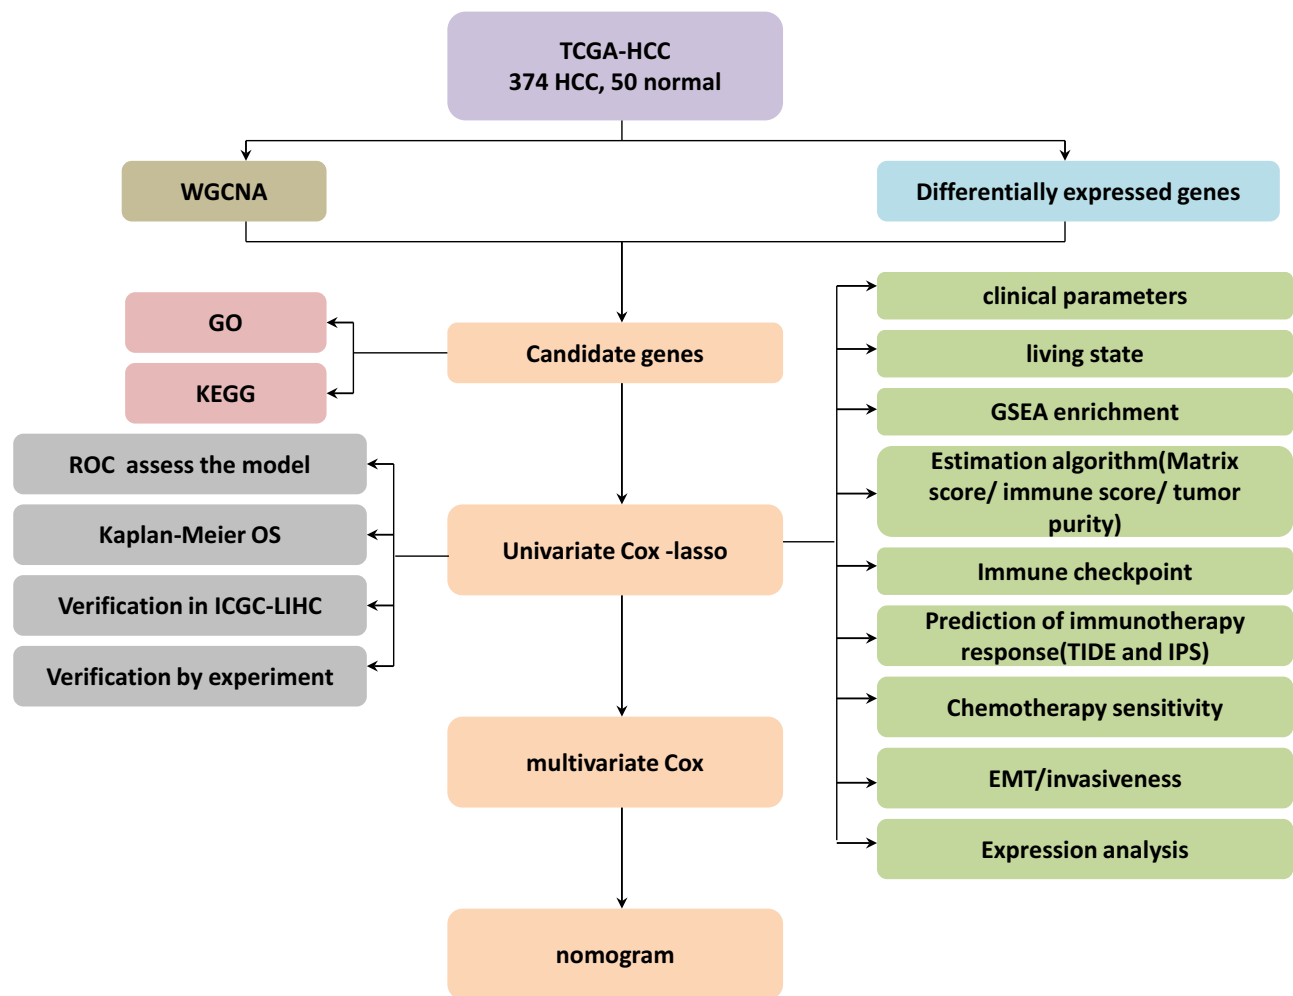 TCGA-HCC
374 HCC, 50 normal
WGCNA
Differentially expressed genes
GO
KEGG
Candidate genes
ROC  assess the model
Kaplan-Meier OS
Verification in ICGC-LIHC
Verification by experiment
Univariate Cox -lasso
multivariate Cox
nomogram
clinical parameters
living state
GSEA enrichment
Estimation algorithm(Matrix
score/ immune score/ tumor
purity)
Immune checkpoint
Prediction of immunotherapy
response(TIDE and IPS)
Chemotherapy sensitivity
EMT/invasiveness
Expression analysis